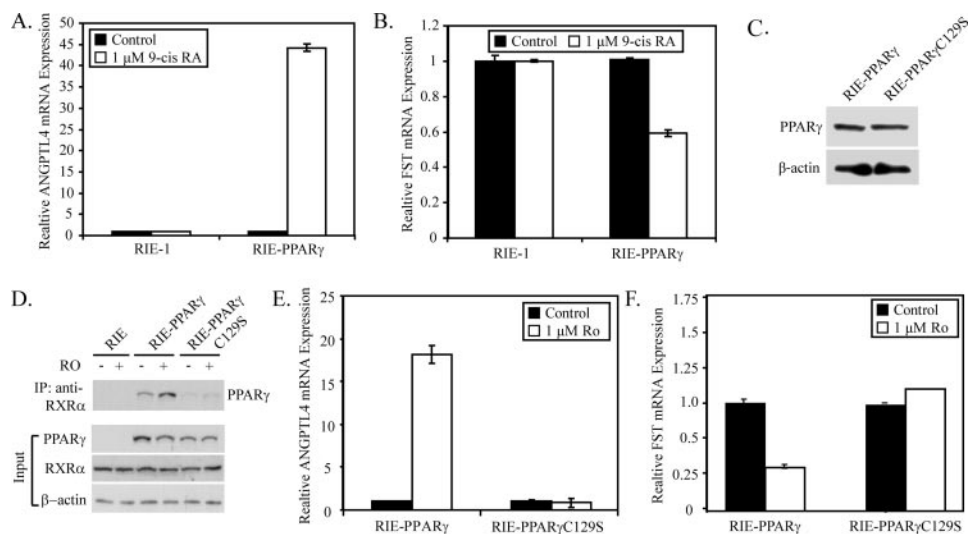 A.
Realtive ANGPTL4 mRNA Expression
50
45
40
35
30
25
20
15
10
5
0
Control
1 μM 9-cis RA
RIE-1
RIE-PPARγ
B.
Realtive FST mRNA Expression
1.2
1
0.8
0.6
0.4
0.2
0
Control
1 μM 9-cis RA
RIE-1
RIE-PPARγ
C.
RIE-PPARγ
RIE-PPARγC129S
PPARγ
β-actin
D.
RIE
RIE-PPARγ
RIE-PPARγ
C129S
RO
- + - + - +
IP: anti-
RXRα
PPARγ
Input
PPARγ
RXRα
β-actin
E.
Realtive ANGPTL4 mRNA Expression
25
20
15
10
5
0
Control
1 μM Ro
RIE-PPARγ
RIE-PPARγC129S
F.
Realtive FST mRNA Expression
1.75
1.5
1.25
1.0
0.75
0.5
0.25
0
Control
1 μM Ro
RIE-PPARγ
RIE-PPARγC129S